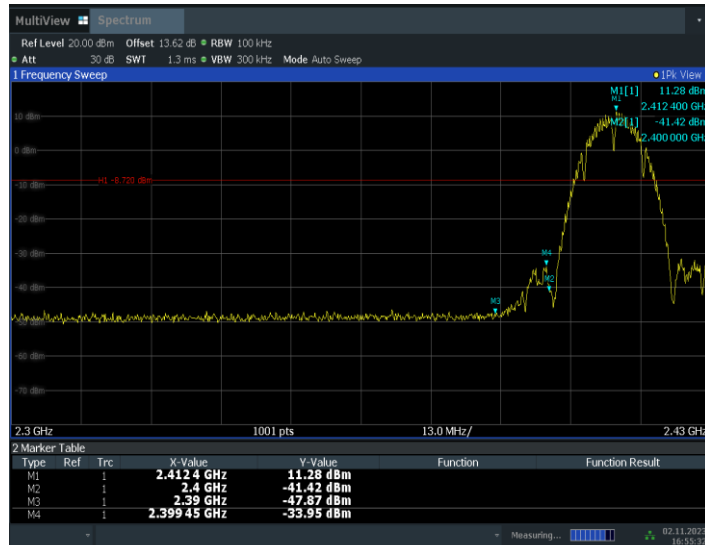 MultiView Spectrum
Ref Level 20.00 dBm Offset 13.62 dB RBW 100 kHz
Att 30 dB SWT 1.3 ms VBW 300 kHz Mode Auto Sweep
1 Frequency Sweep 1Pk View
M1[1] 11.28 dBm
M1
2.412 400 GHz
10 dBm
M2[1] -41.42 dBm
2.400 000 GHz
0 dBm
H1 -8.720 dBm
-10 dBm
-20 dBm
-30 dBm
M4
M2
-40 dBm
M3
-50 dBm
-60 dBm
-70 dBm
2.3 GHz 1001 pts 13.0 MHz/ 2.43 GHz
2 Marker Table
Type Ref Trc X-Value Y-Value Function Function Result
M1 1 2.412 4 GHz 11.28 dBm
M2 1 2.4 GHz -41.42 dBm
M3 1 2.39 GHz -47.87 dBm
M4 1 2.399 45 GHz -33.95 dBm
Measuring... 02.11.2023
16:55:37